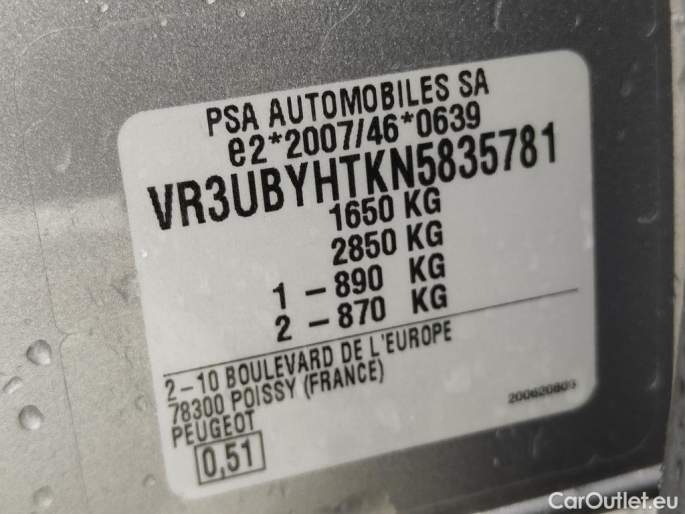 PSA AUTOMOBILES SA
e2*2007/46*0639
VR3UBYHTKN5835781
1650 KG
2850 KG
1 - 890 KG
2 - 870 KG
2-10 BOULEVARD DE L'EUROPE
78300 POISSY (FRANCE)
PEUGEOT
0,51
CarOutlet.eu